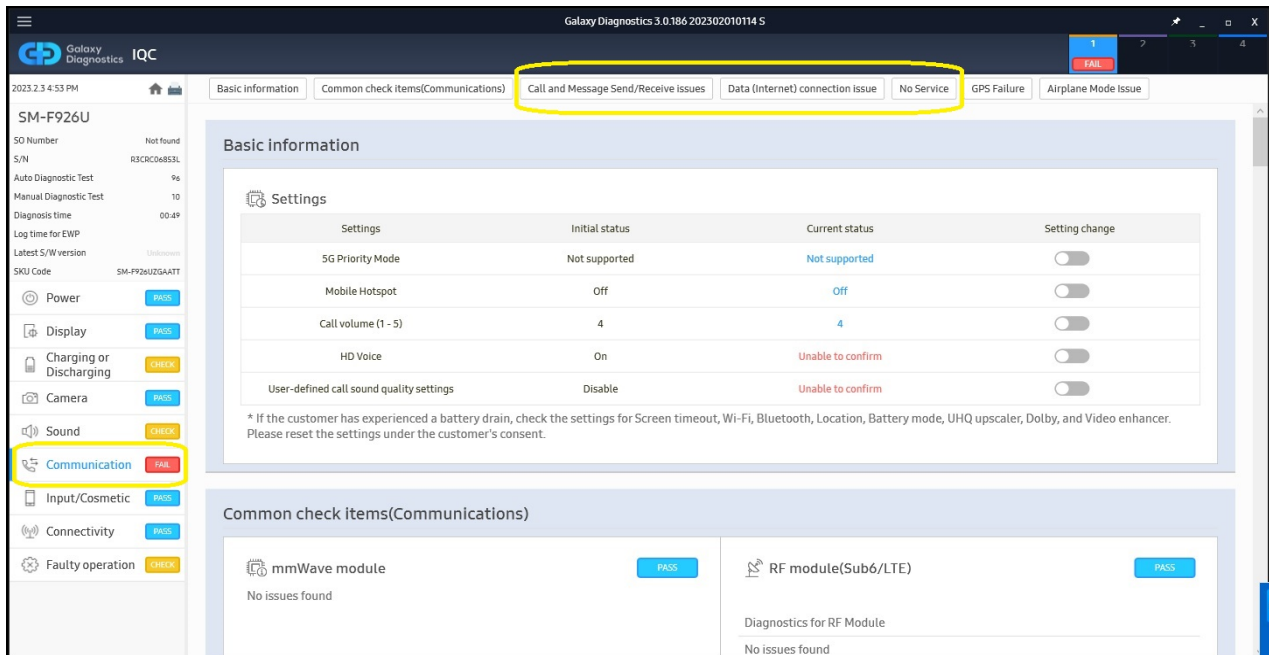 Galaxy Diagnostics 3.0.186 202302010114 S
X
Galaxy
Diagnostics IQC
1 2 3 4
FAIL
2023.2.3 4:53 PM
Basic information
Common check items(Communications)
Call and Message Send/Receive issues
Data (Internet) connection issue
No Service
GPS Failure
Airplane Mode Issue
SM-F926U
SO Number Not found
S/N R3CRC06853L
Auto Diagnostic Test 96
Manual Diagnostic Test 10
Diagnosis time 00:49
Log time for EWP
Latest S/W version Unknown
SKU Code SM-F926UZGAATT
Power PASS
Display PASS
Charging or
Discharging CHECK
Camera PASS
Sound CHECK
Communication FAIL
Input/Cosmetic PASS
Connectivity PASS
Faulty operation CHECK
Basic information
Settings
Settings Initial status Current status Setting change
5G Priority Mode Not supported Not supported
Mobile Hotspot Off Off
Call volume (1 - 5) 4 4
HD Voice On Unable to confirm
User-defined call sound quality settings Disable Unable to confirm
* If the customer has experienced a battery drain, check the settings for Screen timeout, Wi-Fi, Bluetooth, Location, Battery mode, UHQ upscaler, Dolby, and Video enhancer.
Please reset the settings under the customer's consent.
Common check items(Communications)
mmWave module PASS
No issues found
RF module(Sub6/LTE) PASS
Diagnostics for RF Module
No issues found